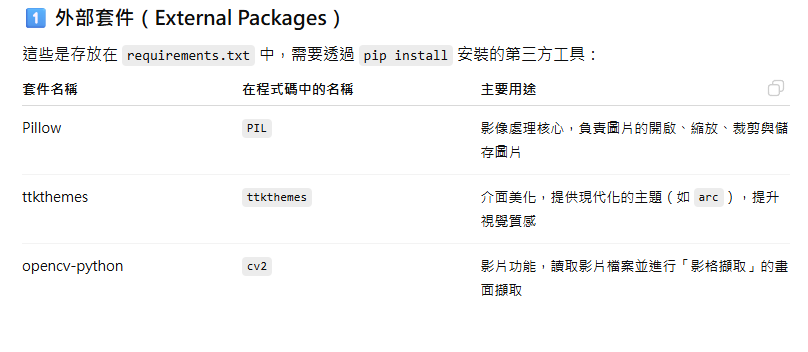 1 外部套件（External Packages）
這些是存放在 requirements.txt 中，需要透過 pip install 安裝的第三方工具：
套件名稱 在程式碼中的名稱 主要用途
Pillow PIL 影像處理核心，負責圖片的開啟、縮放、裁剪與儲
存圖片
ttkthemes ttkthemes 介面美化，提供現代化的主題（如 arc ），提升
視覺質感
opencv-python cv2 影片功能，讀取影片檔案並進行「影格擷取」的畫
面擷取